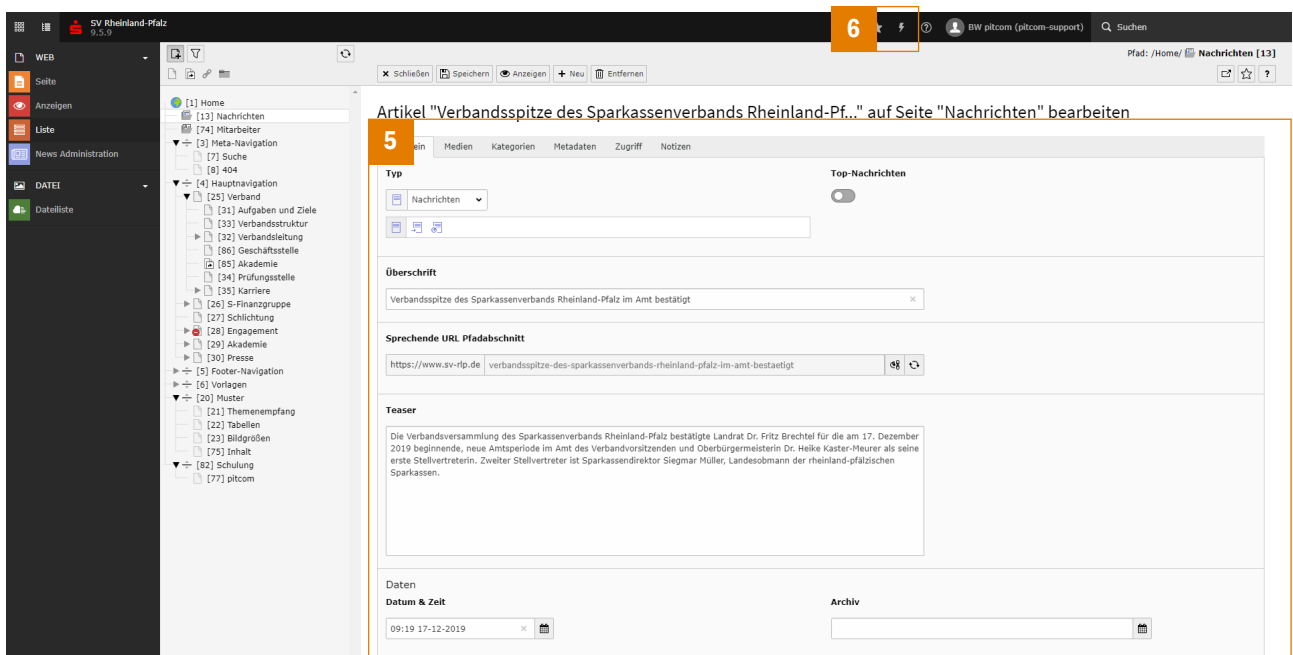 SV Rheinland-Pfalz
9.5.9
6
BW pitcom (pitcom-support)
Suchen
WEB
Seite
Anzeigen
Liste
News Administration
DATEI
Dateiliste
[1] Home
[13] Nachrichten
[74] Mitarbeiter
[3] Meta-Navigation
[7] Suche
[8] 404
[4] Hauptnavigation
[25] Verband
[31] Aufgaben und Ziele
[33] Verbandsstruktur
[32] Verbandsleitung
[86] Geschäftsstelle
[85] Akademie
[34] Prüfungsstelle
[35] Karriere
[26] S-Finanzgruppe
[27] Schlichtung
[28] Engagement
[29] Akademie
[30] Presse
[5] Footer-Navigation
[6] Vorlagen
[20] Muster
[21] Themenempfang
[22] Tabellen
[23] Bildgrößen
[75] Inhalt
[82] Schulung
[77] pitcom
Pfad: /Home/ Nachrichten [13]
Schließen Speichern Anzeigen + Neu Entfernen ?
Artikel "Verbandsspitze des Sparkassenverbands Rheinland-Pf..." auf Seite "Nachrichten" bearbeiten
5
ein Medien Kategorien Metadaten Zugriff Notizen
Typ
Top-Nachrichten
Nachrichten
Überschrift
Verbandsspitze des Sparkassenverbands Rheinland-Pfalz im Amt bestätigt
Sprechende URL Pfadabschnitt
https://www.sv-rlp.de verbandsspitze-des-sparkassenverbands-rheinland-pfalz-im-amt-bestaetigt
Teaser
Die Verbandsversammlung des Sparkassenverbands Rheinland-Pfalz bestätigte Landrat Dr. Fritz Brechtel für die am 17. Dezember
2019 beginnende, neue Amtsperiode im Amt des Verbandvorsitzenden und Oberbürgermeisterin Dr. Heike Kaster-Meurer als seine
erste Stellvertreterin. Zweiter Stellvertreter ist Sparkassendirektor Siegmar Müller, Landesobmann der rheinland-pfälzischen
Sparkassen.
Daten
Datum & Zeit
Archiv
09:19 17-12-2019